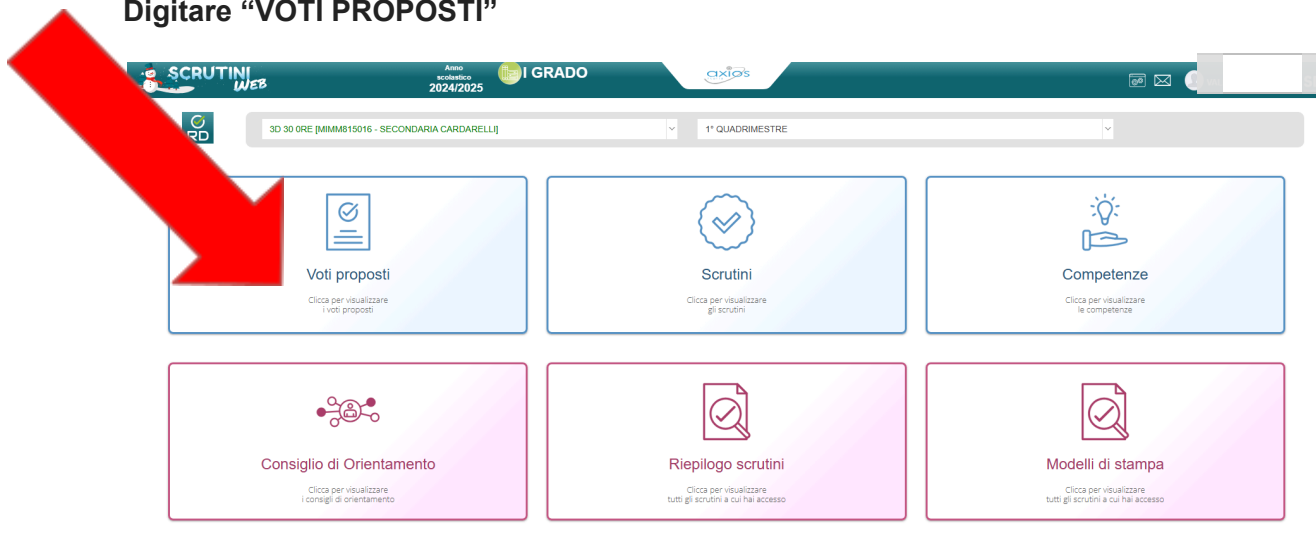 Digitare “VOTI PROPOSTI”
SCRUTINI
WEB
Anno
scolastico
2024/2025
I GRADO
axios
RD
3D 30 0RE [MIMM815016 - SECONDARIA CARDARELLI]
1° QUADRIMESTRE
Voti proposti
Clicca per visualizzare
i voti proposti
Scrutini
Clicca per visualizzare
gli scrutini
Competenze
Clicca per visualizzare
le competenze
Consiglio di Orientamento
Clicca per visualizzare
i consigli di orientamento
Riepilogo scrutini
Clicca per visualizzare
tutti gli scrutini a cui hai accesso
Modelli di stampa
Clicca per visualizzare
tutti gli scrutini a cui hai accesso